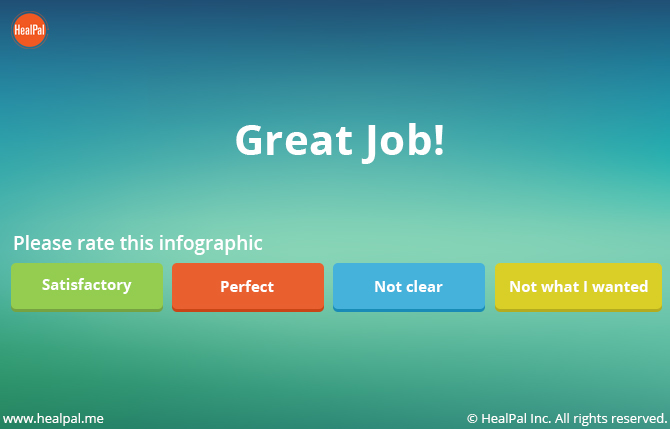 HealPal
Great Job!
Please rate this infographic
Satisfactory
Perfect
Not clear
Not what I wanted
www.healpal.me
© HealPal Inc. All rights reserved.